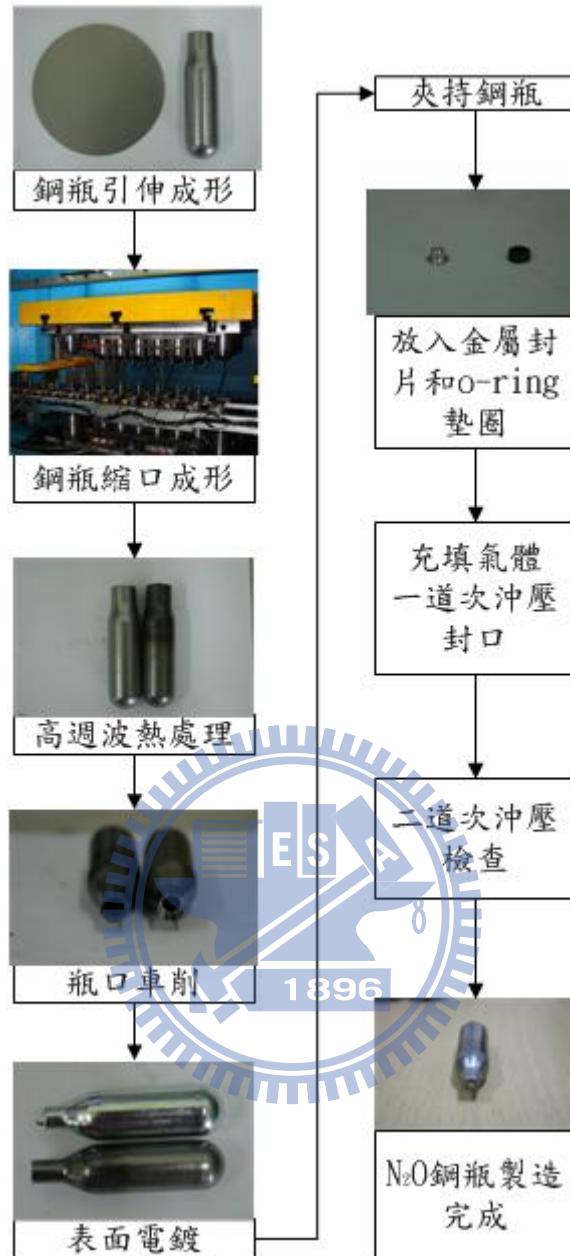 鋼瓶引伸成形
鋼瓶縮口成形
高週波熱處理
瓶口車削
表面電鍍
夾持鋼瓶
放入金屬封
片和o-ring
墊圈
充填氣體
一道次沖壓
封口
二道次沖壓
檢查
N₂O鋼瓶製造
完成
E S A
1896